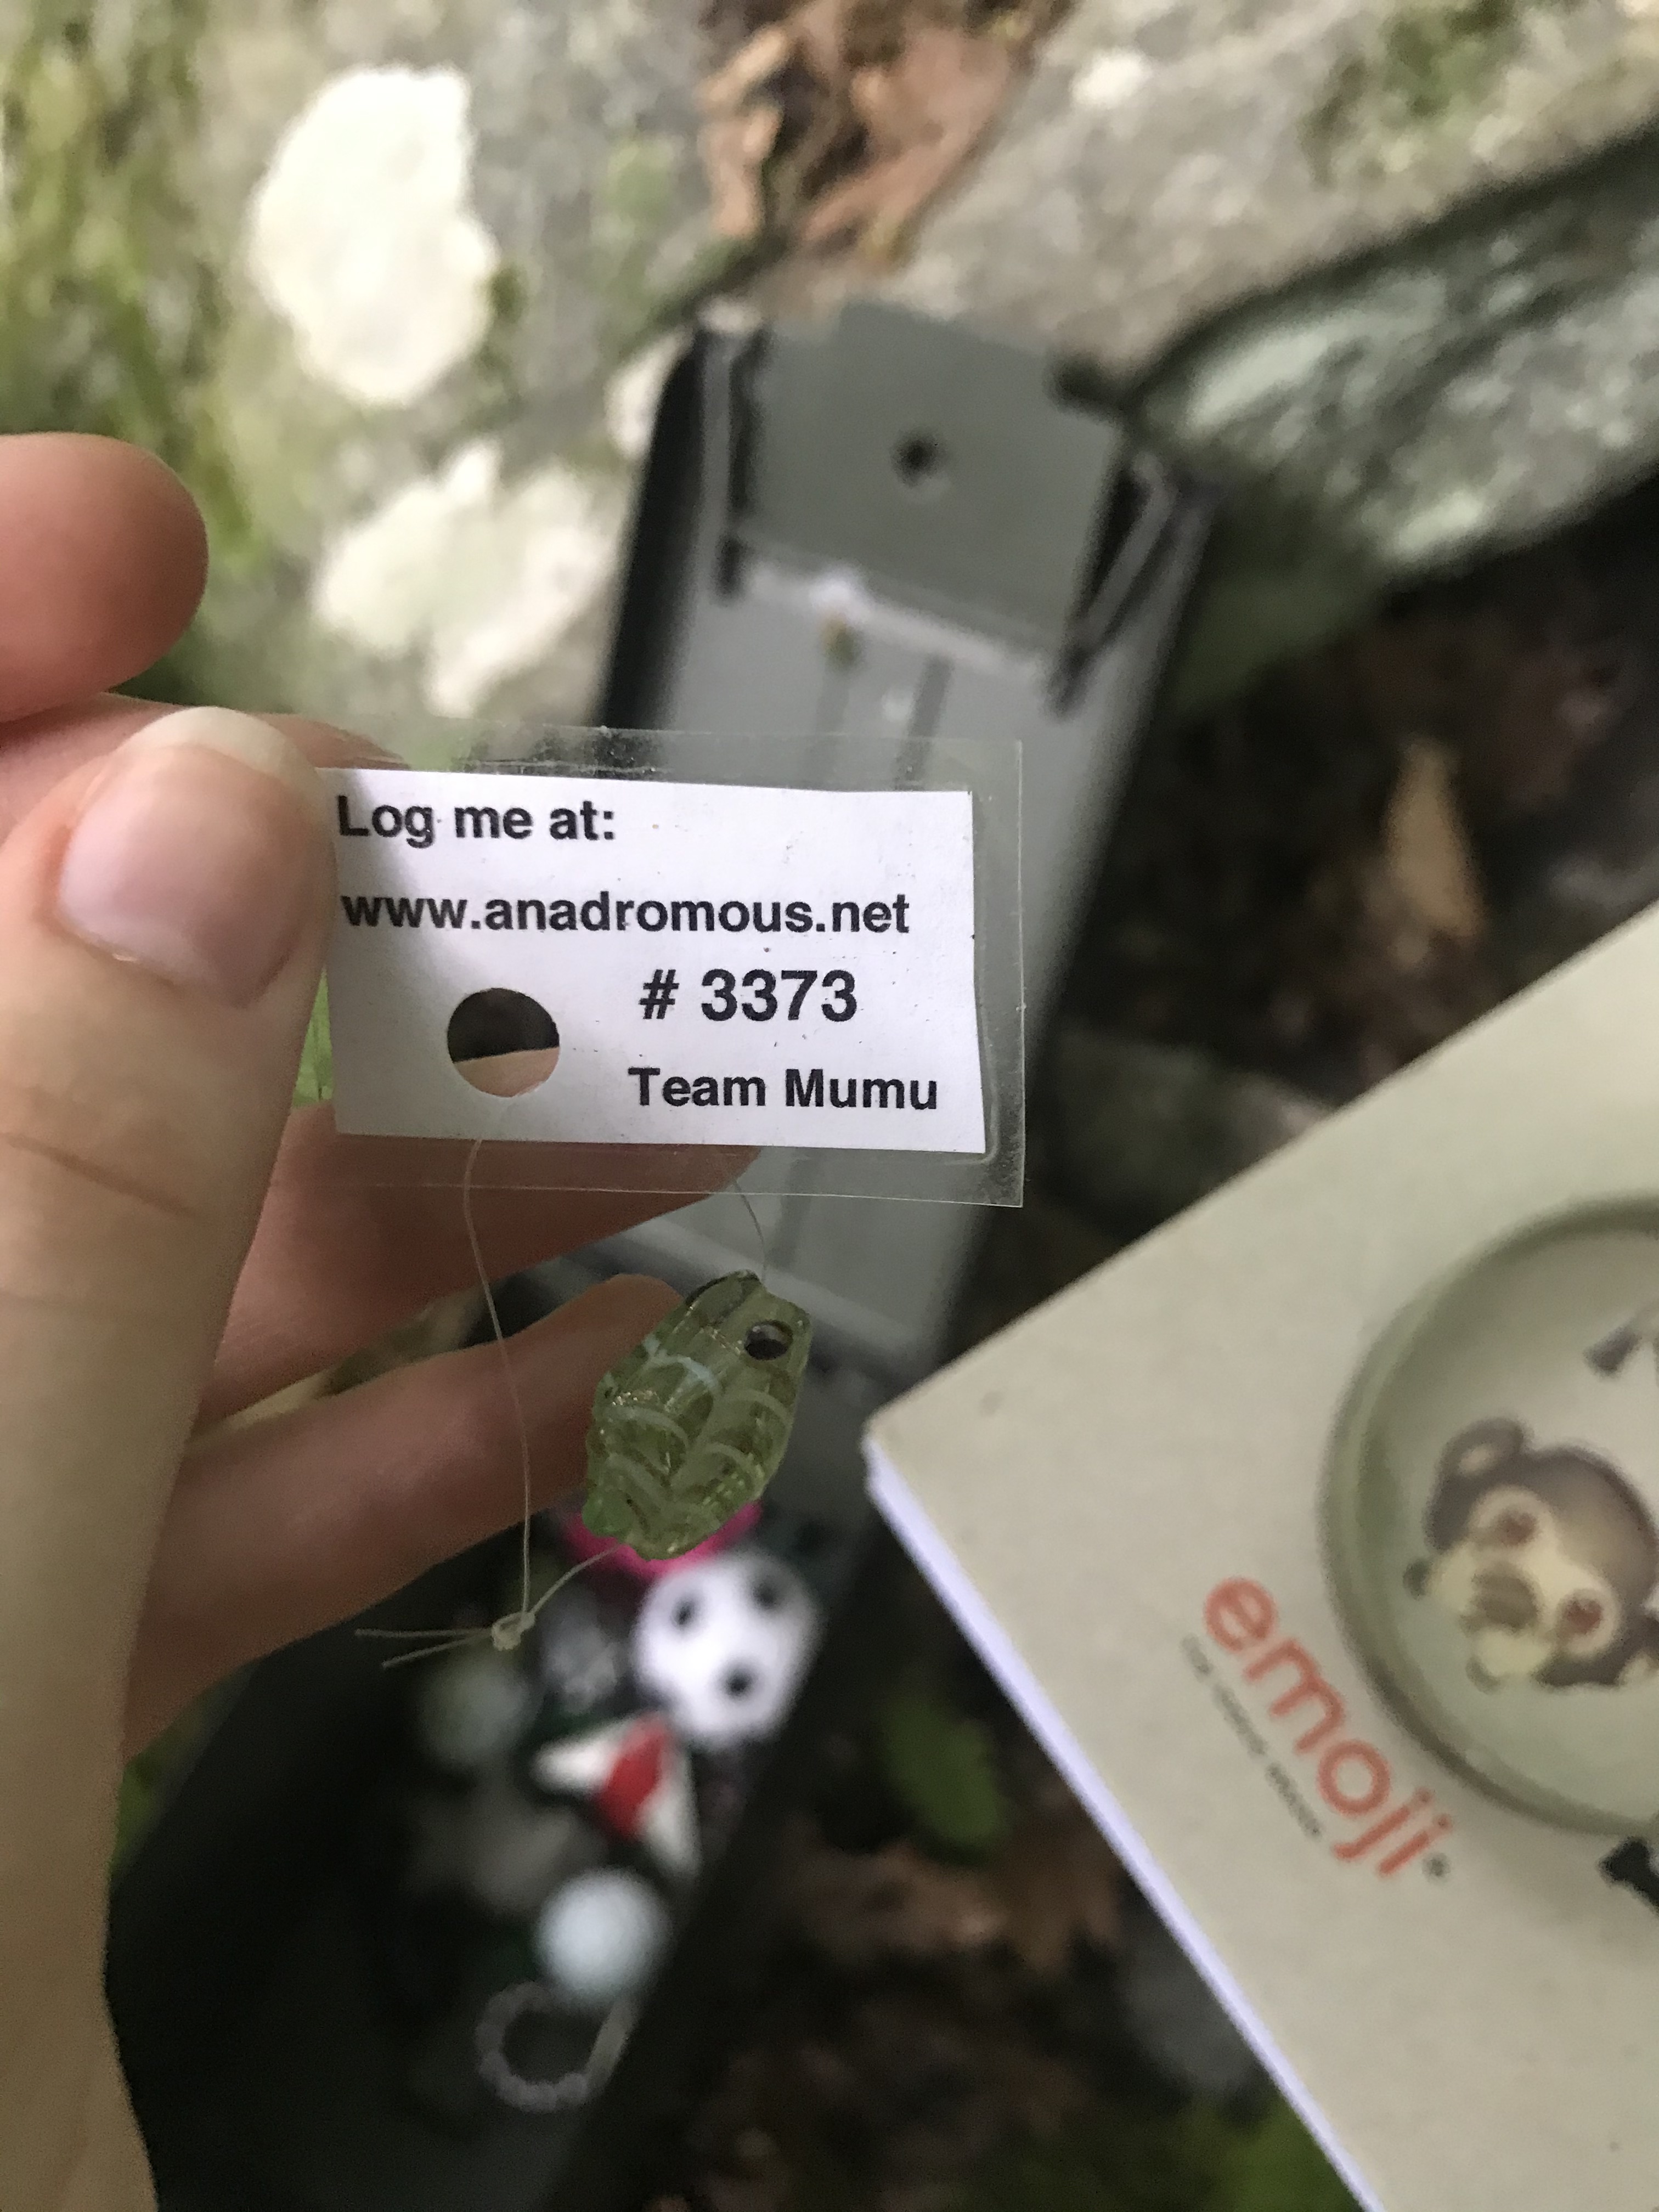 Log me at:
www.anadromous.net
# 3373
Team Mumu
emoji